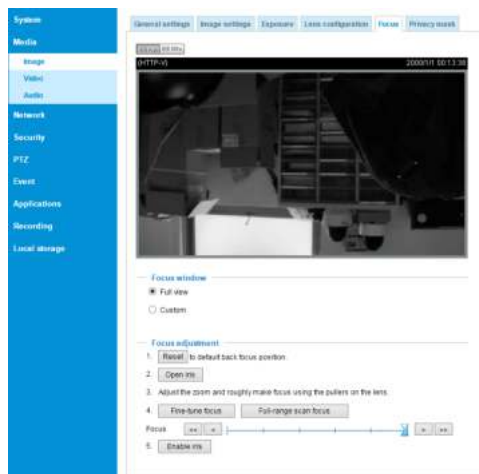 System
Media
Image
Video
Audio
Network
Security
PTZ
Event
Applications
Recording
Local storage
General settings Image settings Exposure Lens configuration Focus Privacy mask
(HTTP-V) 2000/1/1 00:13:38
Focus window
Full view
Custom
Focus adjustment
1. Reset to default back focus position
2. Open iris
3. Adjust the zoom and roughly make focus using the pullers on the lens.
4. Fine-tune focus Full-range scan focus
Focus << < > >>
5. Enable iris